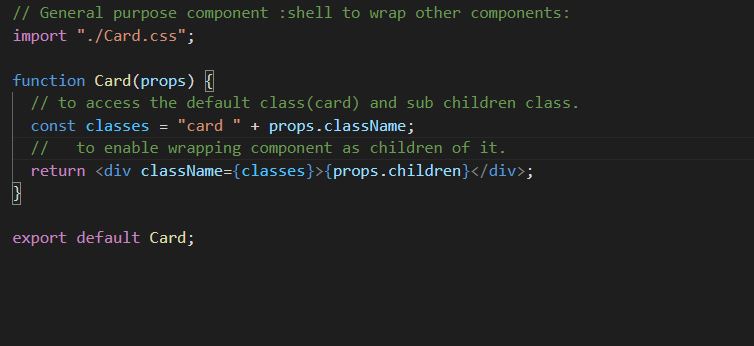 // General purpose component :shell to wrap other components:
import "./Card.css";
function Card(props) {
// to access the default class(card) and sub children class.
const classes = "card " + props.className;
//   to enable wrapping component as children of it.
return <div className={classes}>{props.children}</div>;
}
export default Card;